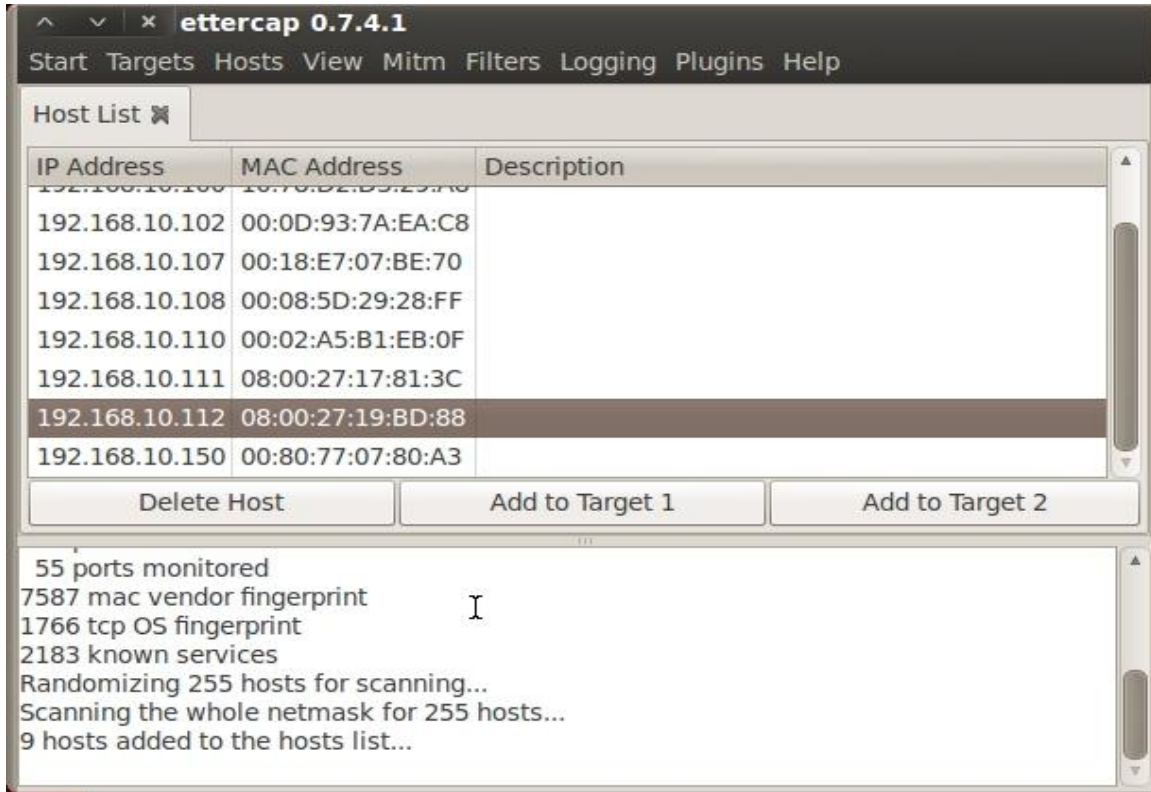 ettercap 0.7.4.1
Start Targets Hosts View Mitm Filters Logging Plugins Help
Host List
IP Address MAC Address Description
192.168.10.102 00:0D:93:7A:EA:C8
192.168.10.107 00:18:E7:07:BE:70
192.168.10.108 00:08:5D:29:28:FF
192.168.10.110 00:02:A5:B1:EB:0F
192.168.10.111 08:00:27:17:81:3C
192.168.10.112 08:00:27:19:BD:88
192.168.10.150 00:80:77:07:80:A3
Delete Host Add to Target 1 Add to Target 2
55 ports monitored
7587 mac vendor fingerprint
1766 tcp OS fingerprint
2183 known services
Randomizing 255 hosts for scanning...
Scanning the whole netmask for 255 hosts...
9 hosts added to the hosts list...